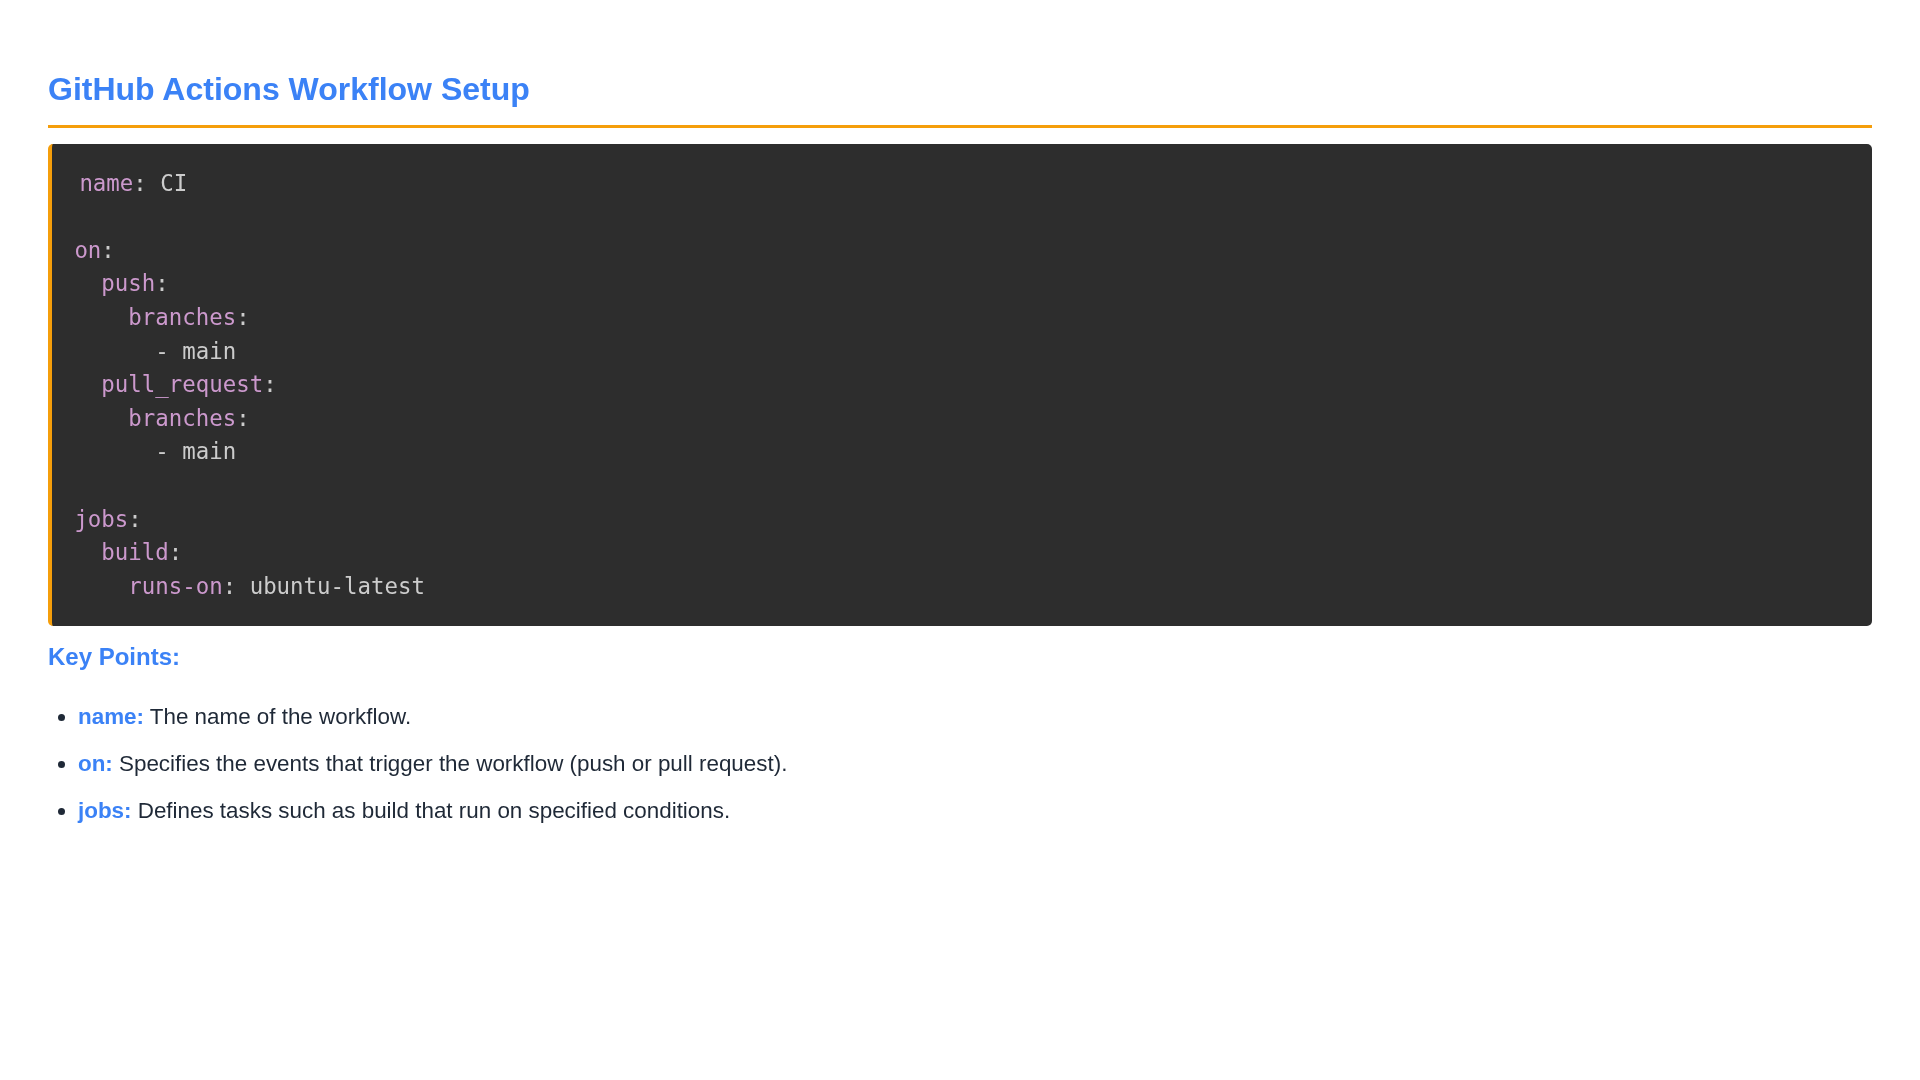 GitHub Actions Workflow Setup
name: CI
on:
  push:
    branches:
      - main
  pull_request:
    branches:
      - main
jobs:
  build:
    runs-on: ubuntu-latest
Key Points:
name: The name of the workflow.
on: Specifies the events that trigger the workflow (push or pull request).
jobs: Defines tasks such as build that run on specified conditions.